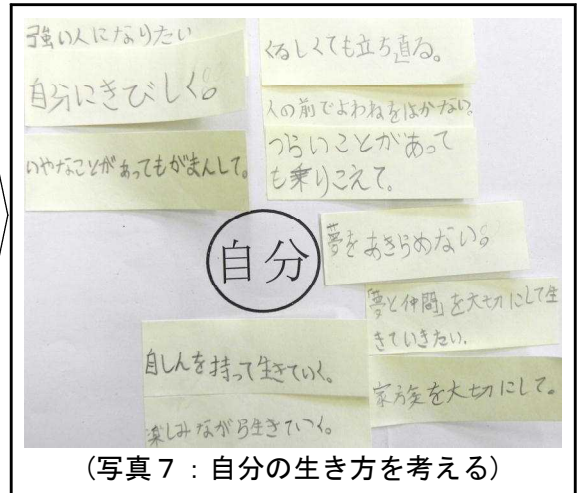 強い人になりたい
自分にきびしく。
いやなことがあってもがまんして。
くるしくても立ち直る。
人の前でよわねをはかない。
つらいことがあって
も乗りこえて。
自分
夢をあきらめない。
「夢と仲間」を大切にして生
きていきたい。
家族を大切にして。
自しんを持って生きていく。
楽しみながら生きていく。
(写真7：自分の生き方を考える)